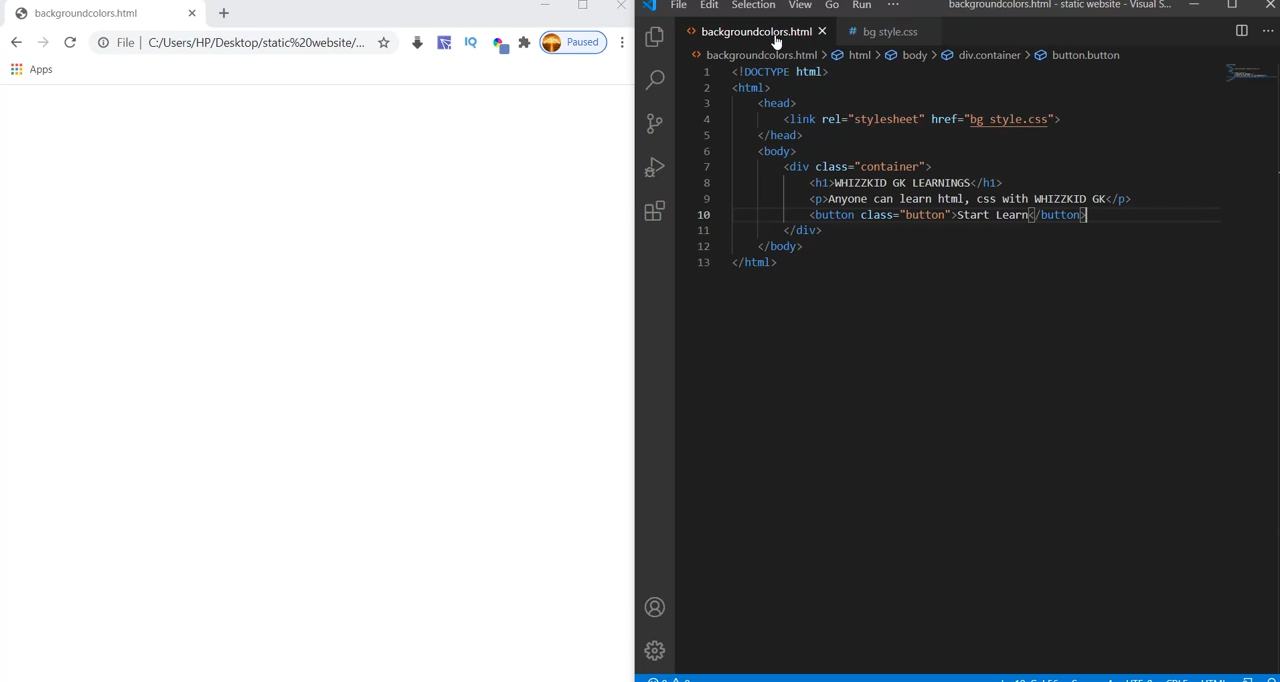 backgroundcolors.html
File
C:/Users/HP/Desktop/static%20website/...
IQ
Paused
Apps
File Edit Selection View Go Run ...
backgroundcolors.html - static website - Visual S...
<> backgroundcolors.html
# bg style.css
<> backgroundcolors.html > html > body > div.container > button.button
1 <!DOCTYPE html>
2 <html>
3 <head>
4 <link rel="stylesheet" href="bg style.css">
5 </head>
6 <body>
7 <div class="container">
8 <h1>WHIZZKID GK LEARNINGS</h1>
9 <p>Anyone can learn html, css with WHIZZKID GK</p>
10 <button class="button">Start Learn</button>
11 </div>
12 </body>
13 </html>